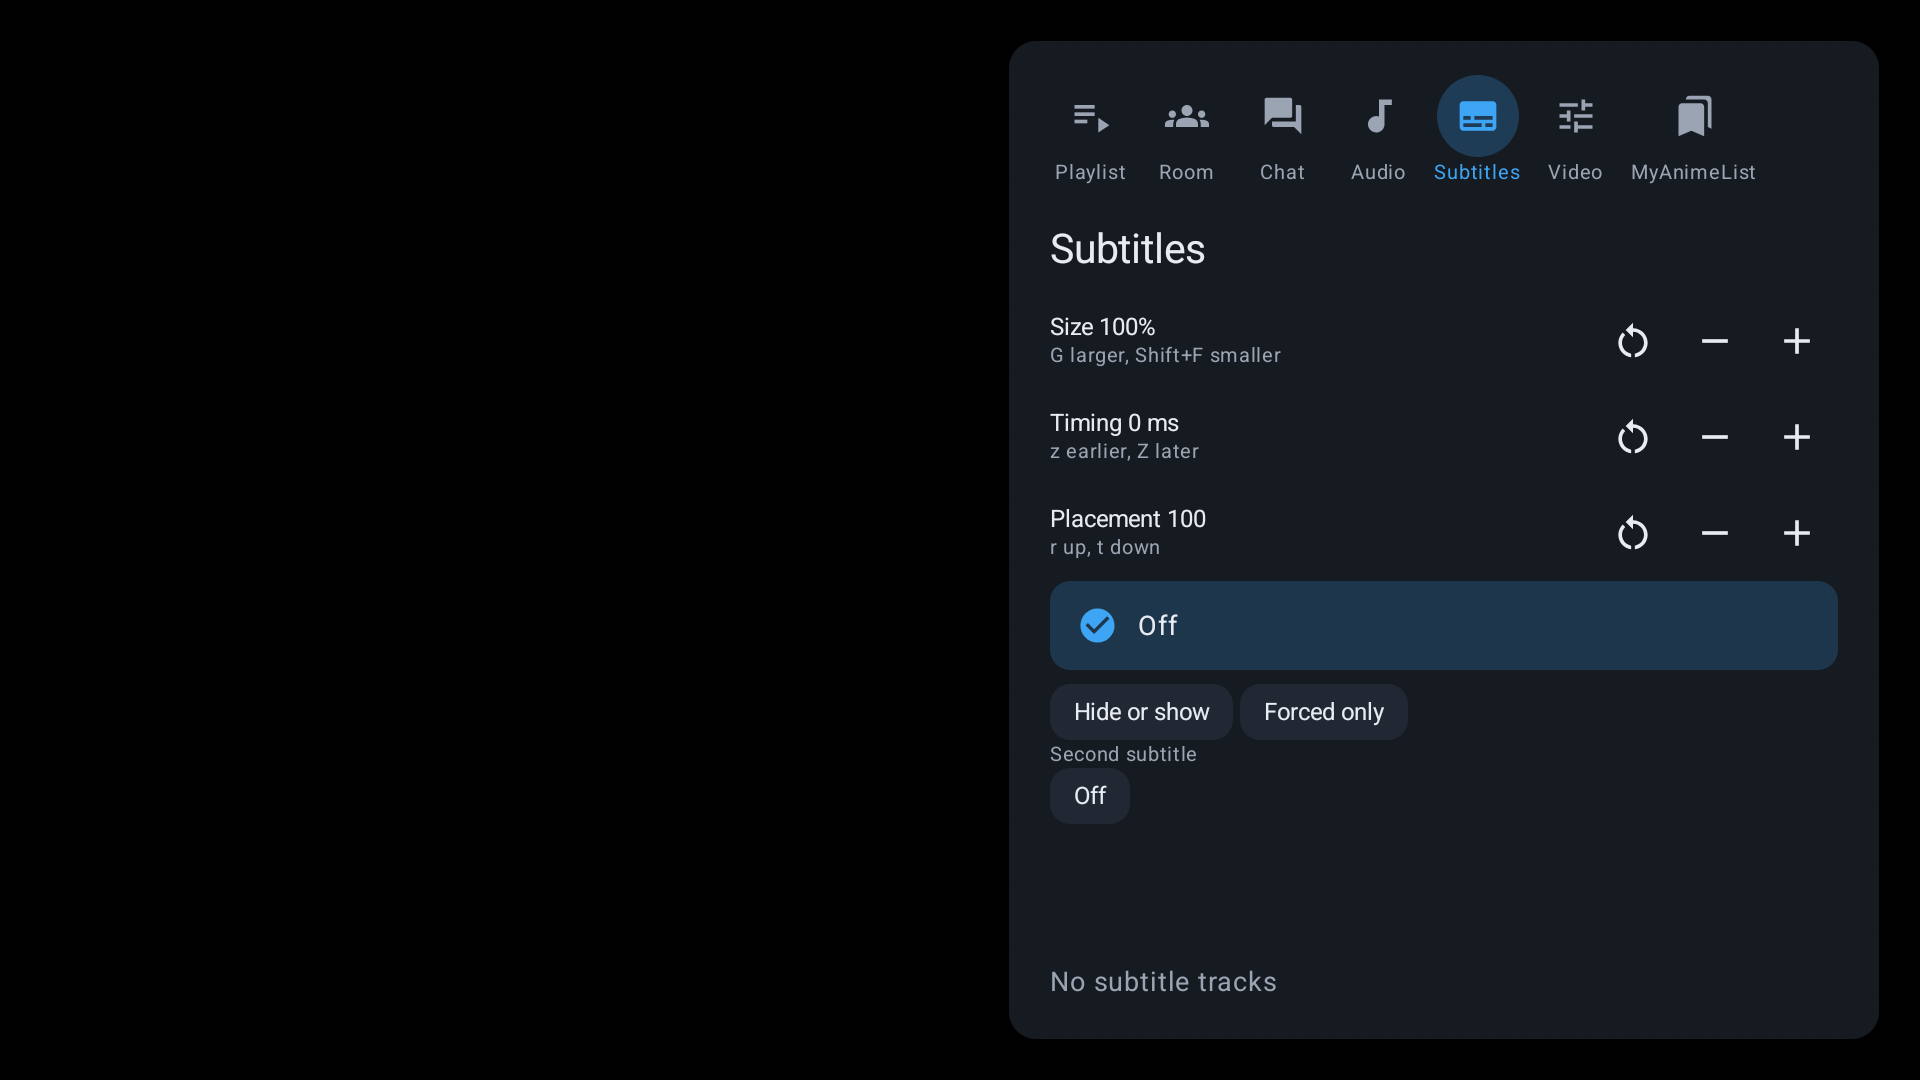 Playlist Room Chat Audio Subtitles Video MyAnimeList
Subtitles
Size 100%
G larger, Shift+F smaller
Timing 0 ms
z earlier, Z later
Placement 100
r up, t down
Off
Hide or show Forced only
Second subtitle
Off
No subtitle tracks